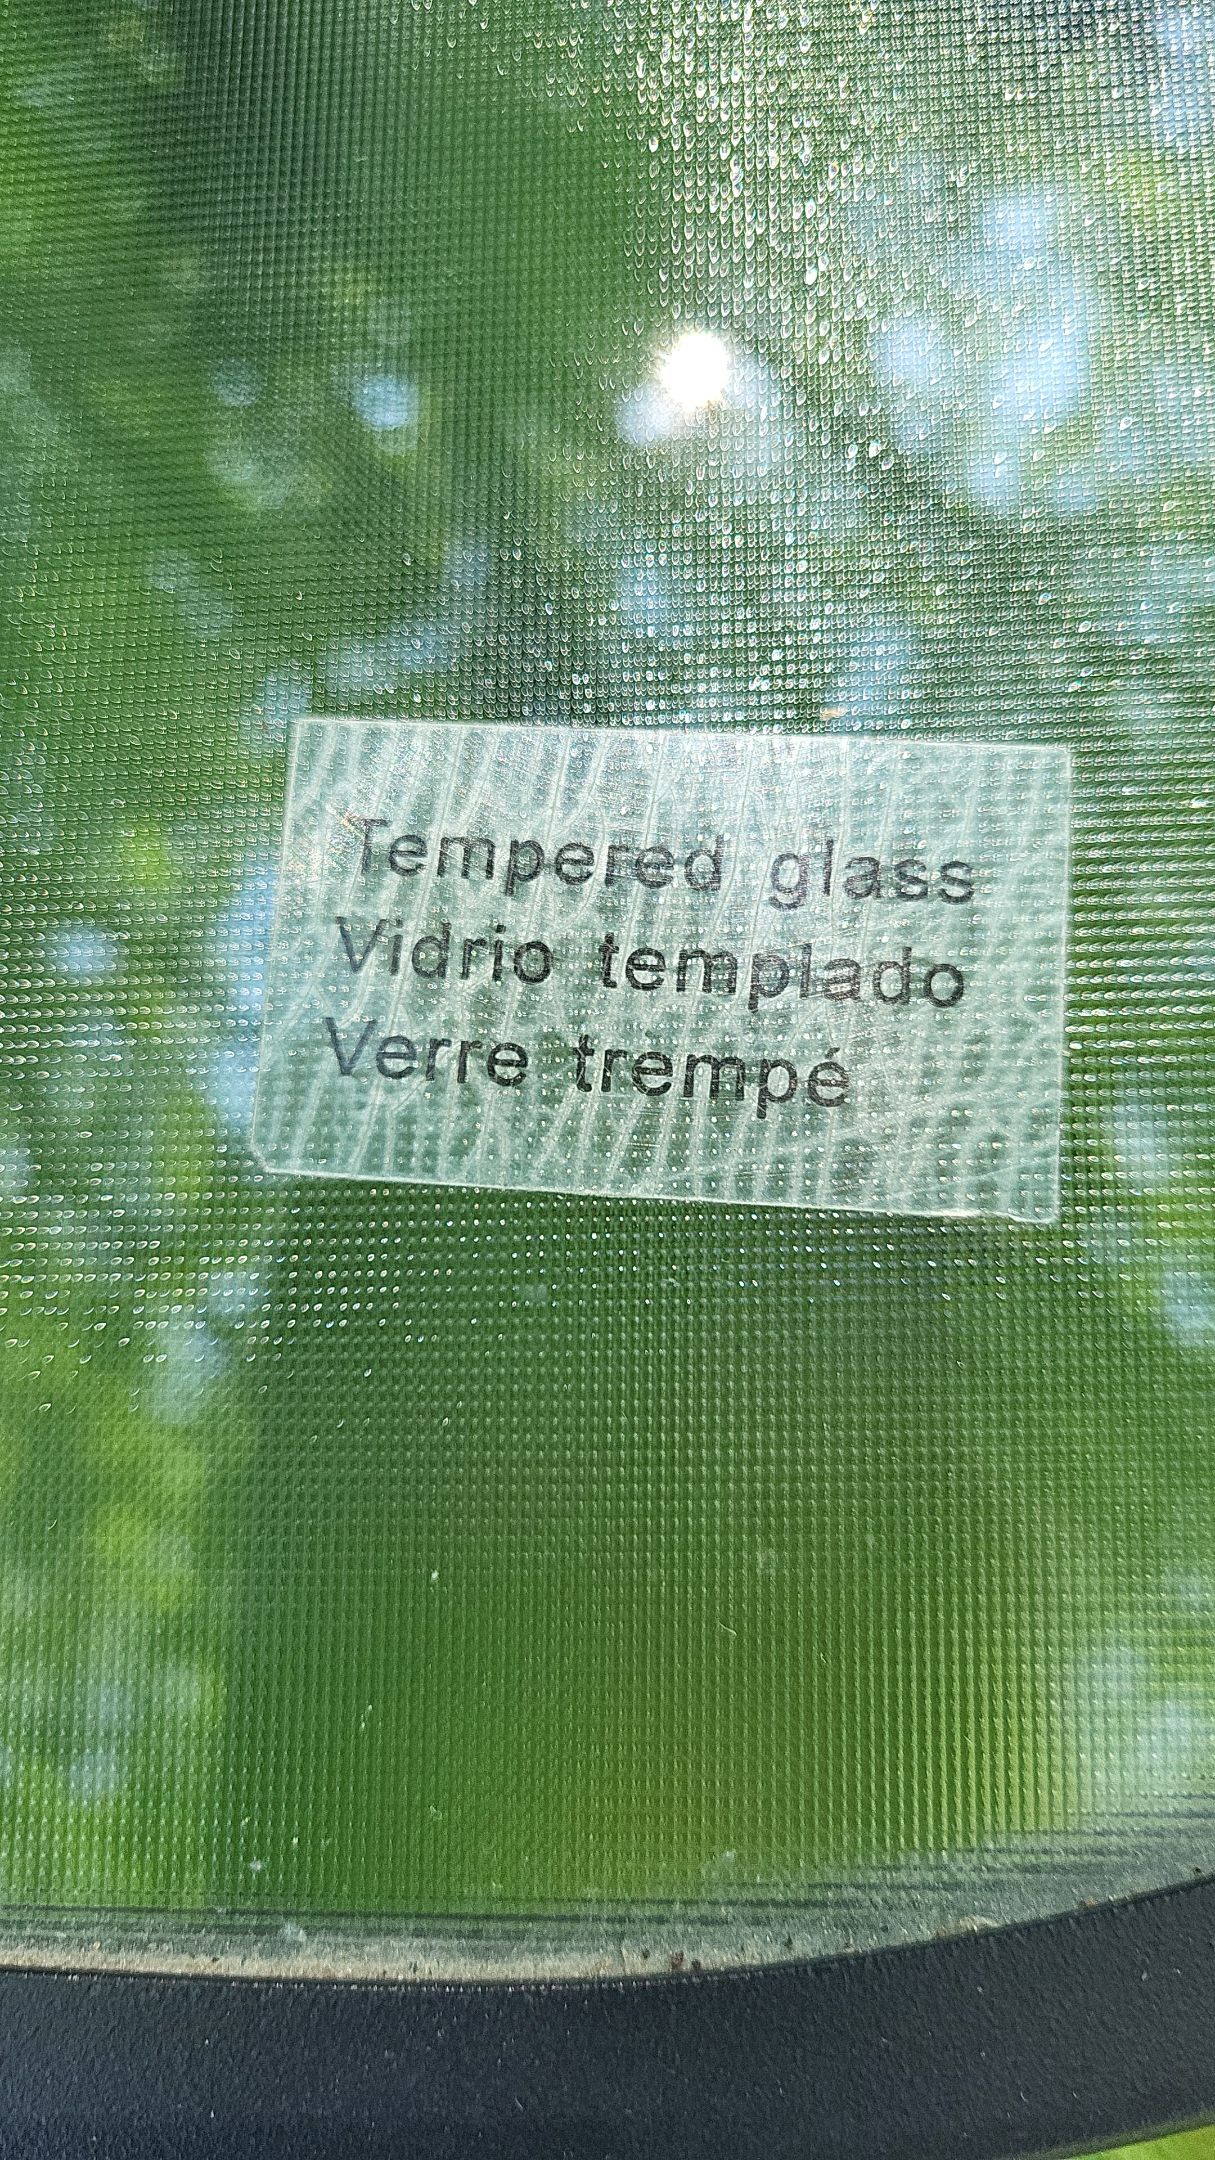 Tempered glass
Vidrio templado
Verre trempé